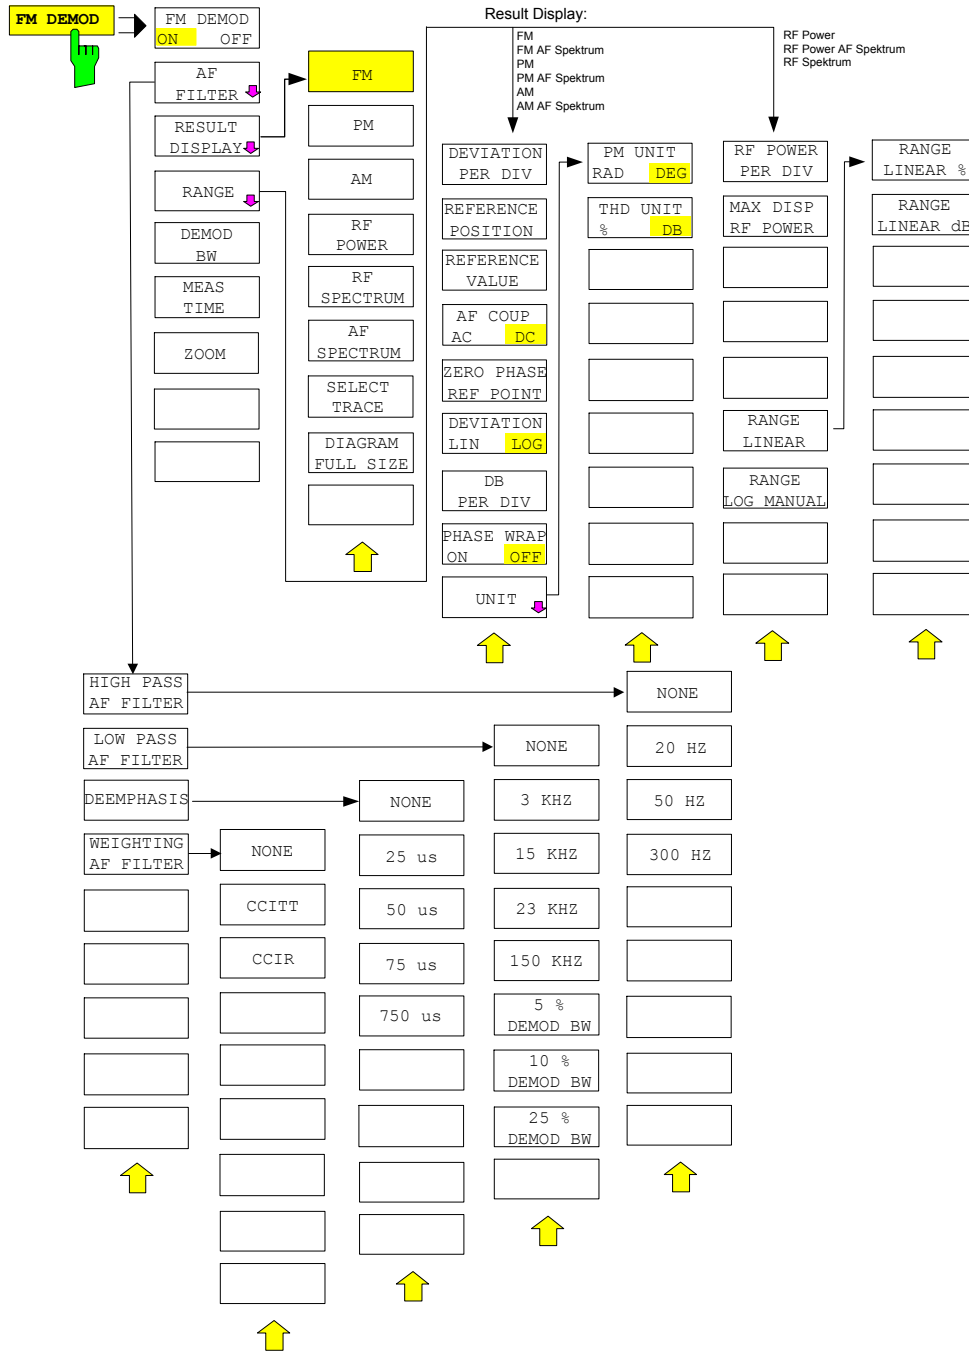 FM DEMOD
FM DEMOD
ON OFF
AF
FILTER
RESULT
DISPLAY
RANGE
DEMOD
BW
MEAS
TIME
ZOOM
FM
PM
AM
RF
POWER
RF
SPECTRUM
AF
SPECTRUM
SELECT
TRACE
DIAGRAM
FULL SIZE
Result Display:
FM
FM AF Spektrum
PM
PM AF Spektrum
AM
AM AF Spektrum
RF Power
RF Power AF Spektrum
RF Spektrum
DEVIATION
PER DIV
REFERENCE
POSITION
REFERENCE
VALUE
AF COUP
AC DC
ZERO PHASE
REF POINT
DEVIATION
LIN LOG
DB
PER DIV
PHASE WRAP
ON OFF
UNIT
PM UNIT
RAD DEG
THD UNIT
% DB
RF POWER
PER DIV
MAX DISP
RF POWER
RANGE
LINEAR
RANGE
LOG MANUAL
RANGE
LINEAR %
RANGE
LINEAR dB
HIGH PASS
AF FILTER
LOW PASS
AF FILTER
DEEMPHASIS
WEIGHTING
AF FILTER
NONE
CCITT
CCIR
NONE
25 us
50 us
75 us
750 us
NONE
3 KHZ
15 KHZ
23 KHZ
150 KHZ
5 %
DEMOD BW
10 %
DEMOD BW
25 %
DEMOD BW
NONE
20 HZ
50 HZ
300 HZ